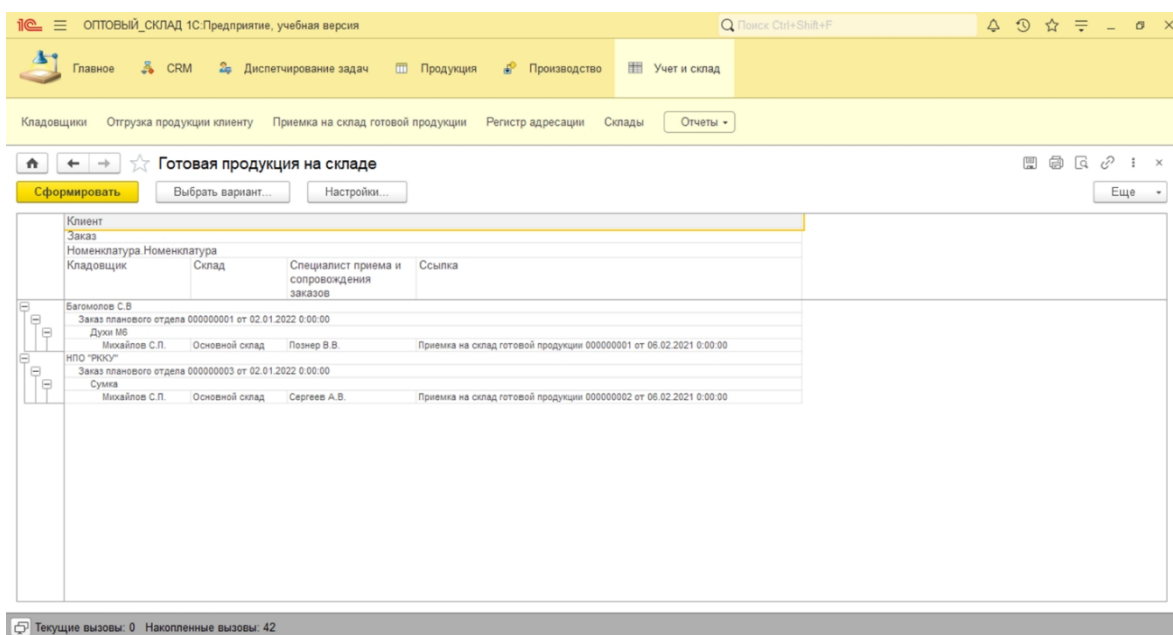 1С ОПТОВЫЙ_СКЛАД 1С:Предприятие, учебная версия Поиск Ctrl+Shift+F
Главное CRM Диспетчирование задач Продукция Производство Учет и склад
Кладовщики Отгрузка продукции клиенту Приемка на склад готовой продукции Регистр адресации Склады Отчеты
Готовая продукция на складе
Сформировать Выбрать вариант... Настройки... Еще
Клиент
Заказ
Номенклатура.Номенклатура
Кладовщик Склад Специалист приема и Ссылка
сопровождения
заказов
Багомолов С.В
Заказ планового отдела 000000001 от 02.01.2022 0:00:00
Духи М6
Михайлов С.П. Основной склад Познер В.В. Приемка на склад готовой продукции 000000001 от 06.02.2021 0:00:00
НПО "РККУ"
Заказ планового отдела 000000003 от 02.01.2022 0:00:00
Сумка
Михайлов С.П. Основной склад Сергеев А.В. Приемка на склад готовой продукции 000000002 от 06.02.2021 0:00:00
Текущие вызовы: 0 Накопленные вызовы: 42